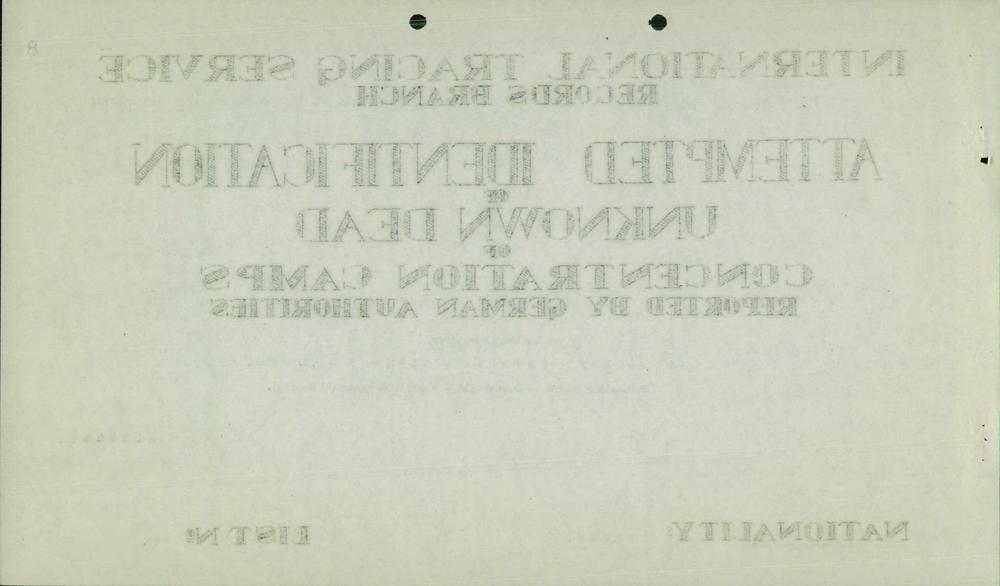 8
INTERNATIONAL TRACING SERVICE
RECORDS BRANCH
ATTEMPTED IDENTIFICATION
OF
UNKNOWN DEAD
OF
CONCENTRATION CAMPS
REPORTED BY GERMAN AUTHORITIES
NATIONALITY LIST Nº